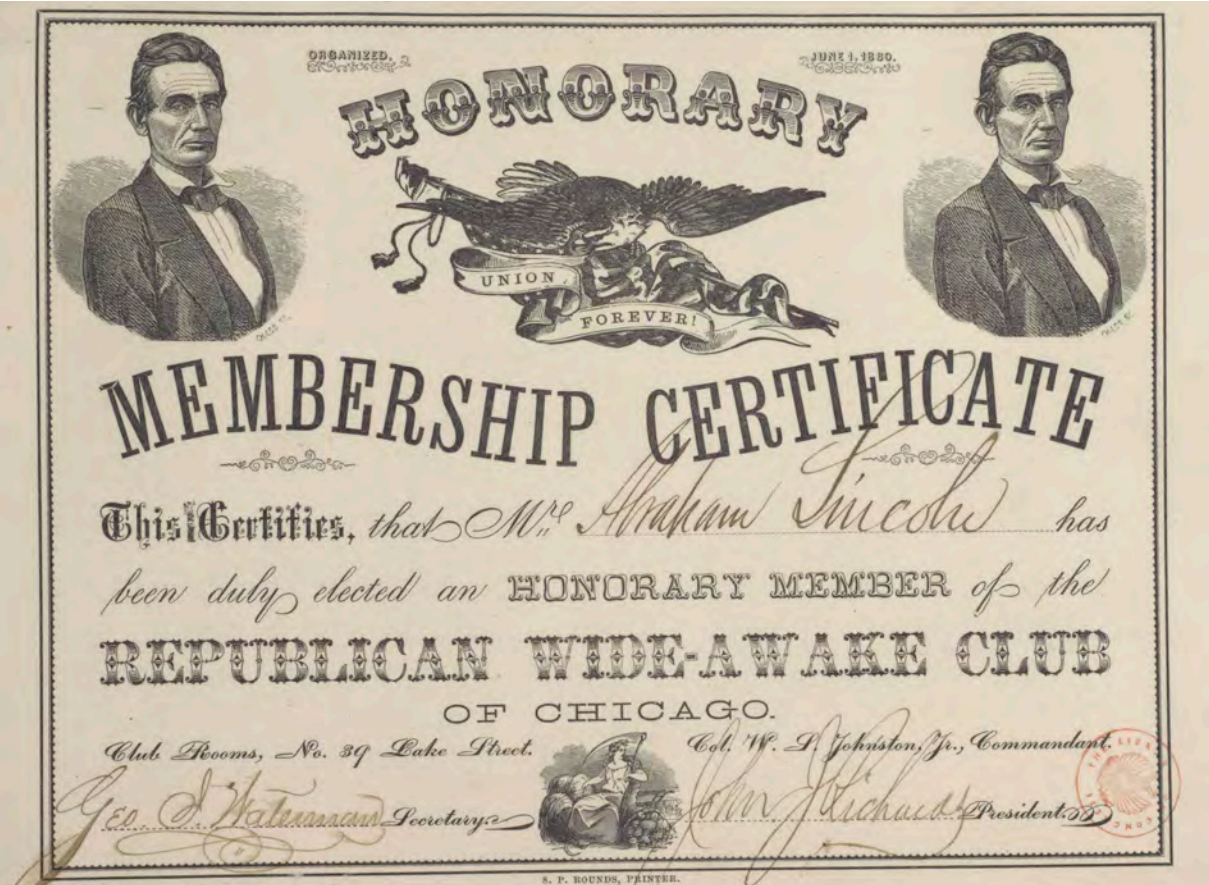 ORGANIZED. JUNE 1, 1860.
HONORARY
UNION
FOREVER!
MEMBERSHIP CERTIFICATE
This Certifies, that Mr. Abraham Lincoln has
been duly elected an HONORARY MEMBER of the
REPUBLICAN WIDE-AWAKE CLUB
OF CHICAGO.
Club Rooms, No. 39 Lake Street. Col. W. S. Johnston, Jr., Commandant.
Geo. J. Waterman Secretary. John J Richards President.
S. P. ROUNDS, PRINTER.